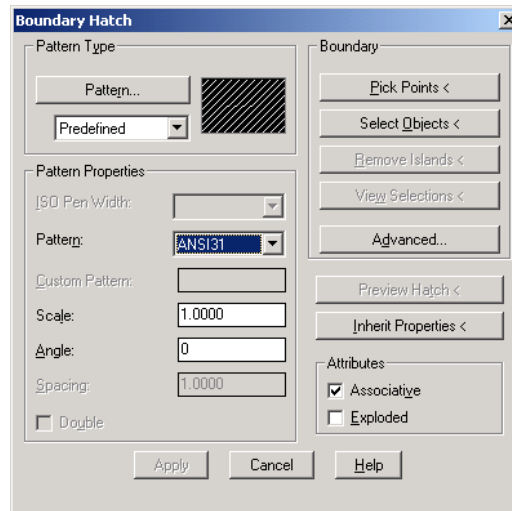 Boundary Hatch
Pattern Type
Pattern...
Predefined
Pattern Properties
ISO Pen Width:
Pattern:
ANSI31
Custom Pattern:
Scale:
1.0000
Angle:
0
Spacing:
1.0000
Double
Boundary
Pick Points <
Select Objects <
Remove Islands <
View Selections <
Advanced...
Preview Hatch <
Inherit Properties <
Attributes
Associative
Exploded
Apply
Cancel
Help